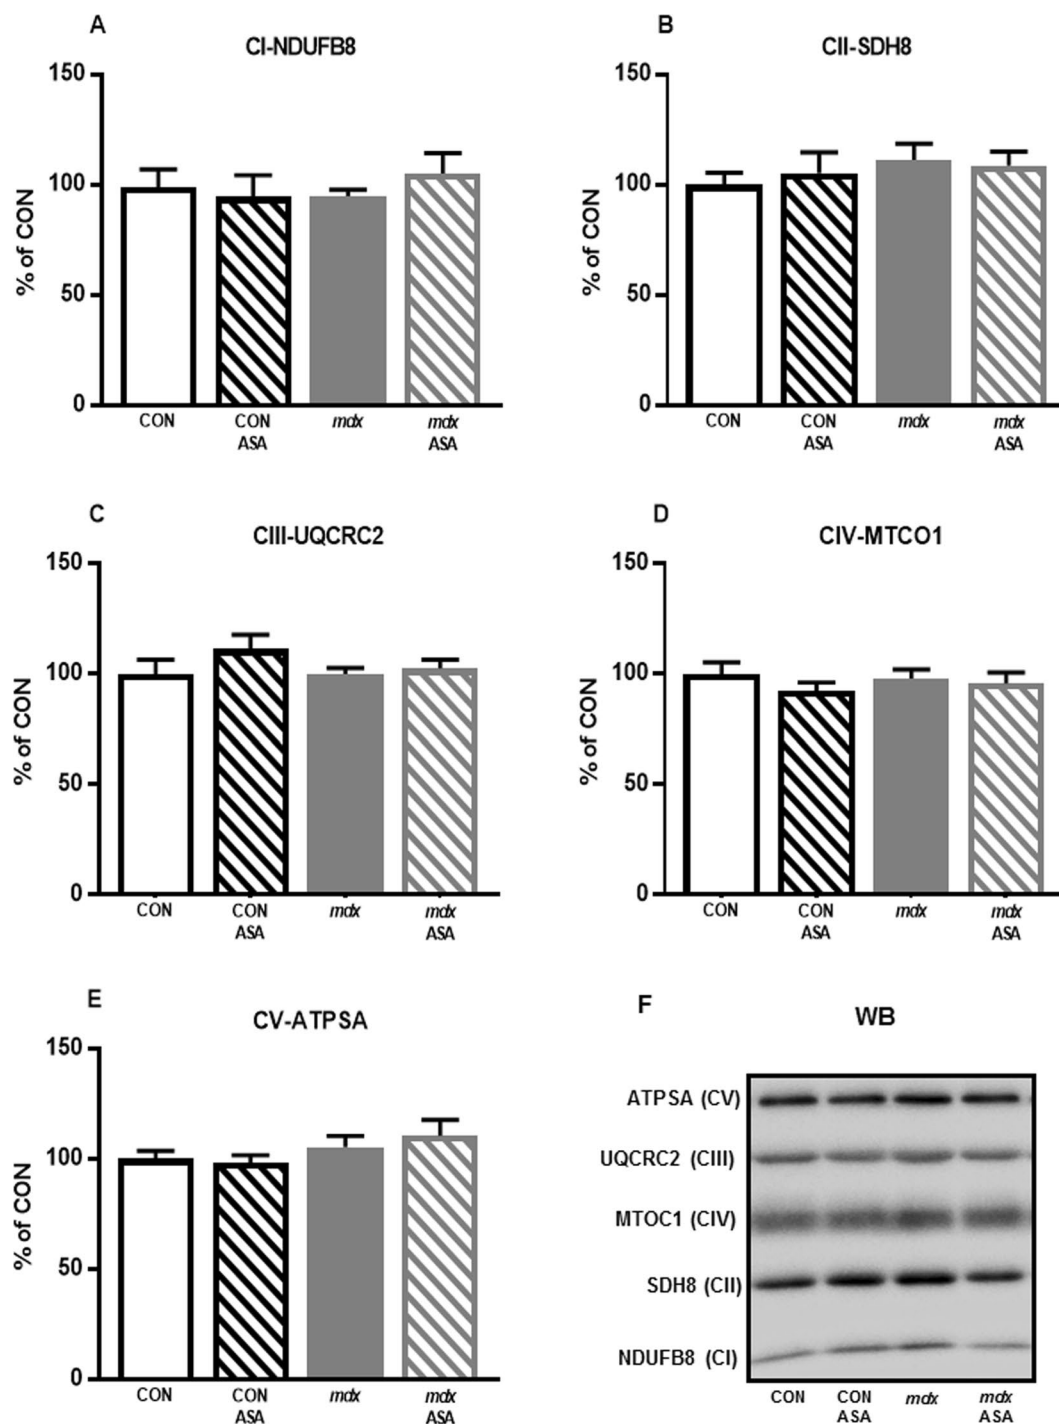 A
CI-NDUFB8
% of CON
150
100
50
0
CON
CON
ASA
mdx
mdx
ASA
B
CII-SDH8
% of CON
150
100
50
0
CON
CON
ASA
mdx
mdx
ASA
C
CIII-UQCRC2
% of CON
150
100
50
0
CON
CON
ASA
mdx
mdx
ASA
D
CIV-MTCO1
% of CON
150
100
50
0
CON
CON
ASA
mdx
mdx
ASA
E
CV-ATPSA
% of CON
150
100
50
0
CON
CON
ASA
mdx
mdx
ASA
F
WB
ATPSA (CV)
UQCRC2 (CIII)
MTOC1 (CIV)
SDH8 (CII)
NDUFB8 (CI)
CON
CON
ASA
mdx
mdx
ASA